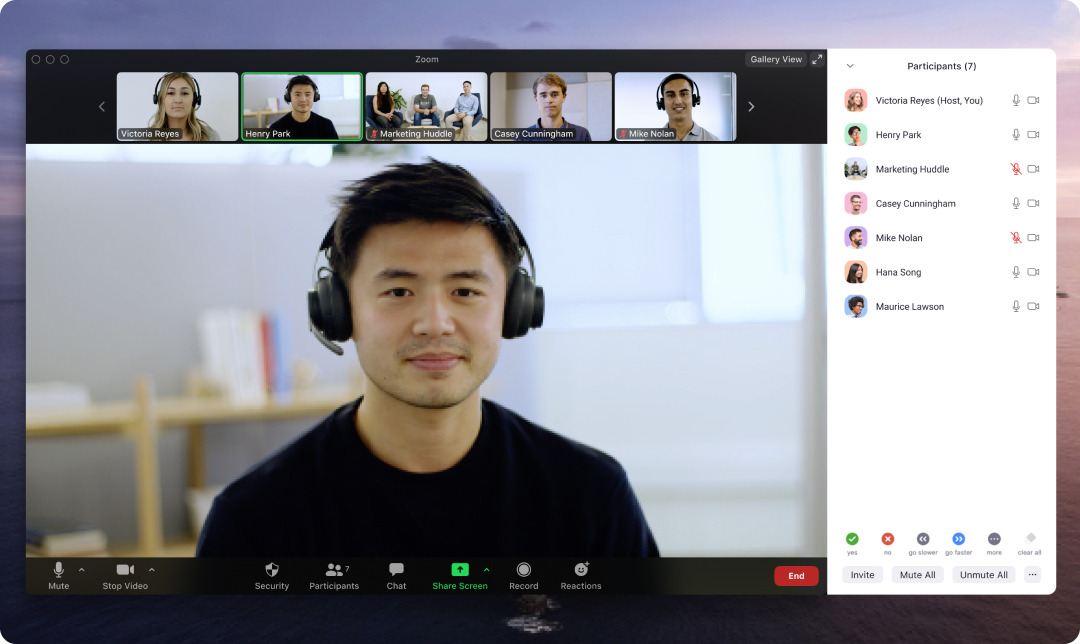 Zoom
Gallery View
Victoria Reyes
Henry Park
Marketing Huddle
Casey Cunningham
Mike Nolan
Mute
Stop Video
Security
7
Participants
Chat
Share Screen
Record
Reactions
End
Participants (7)
Victoria Reyes (Host, You)
Henry Park
Marketing Huddle
Casey Cunningham
Mike Nolan
Hana Song
Maurice Lawson
yes
no
go slower
go faster
more
clear all
Invite
Mute All
Unmute All